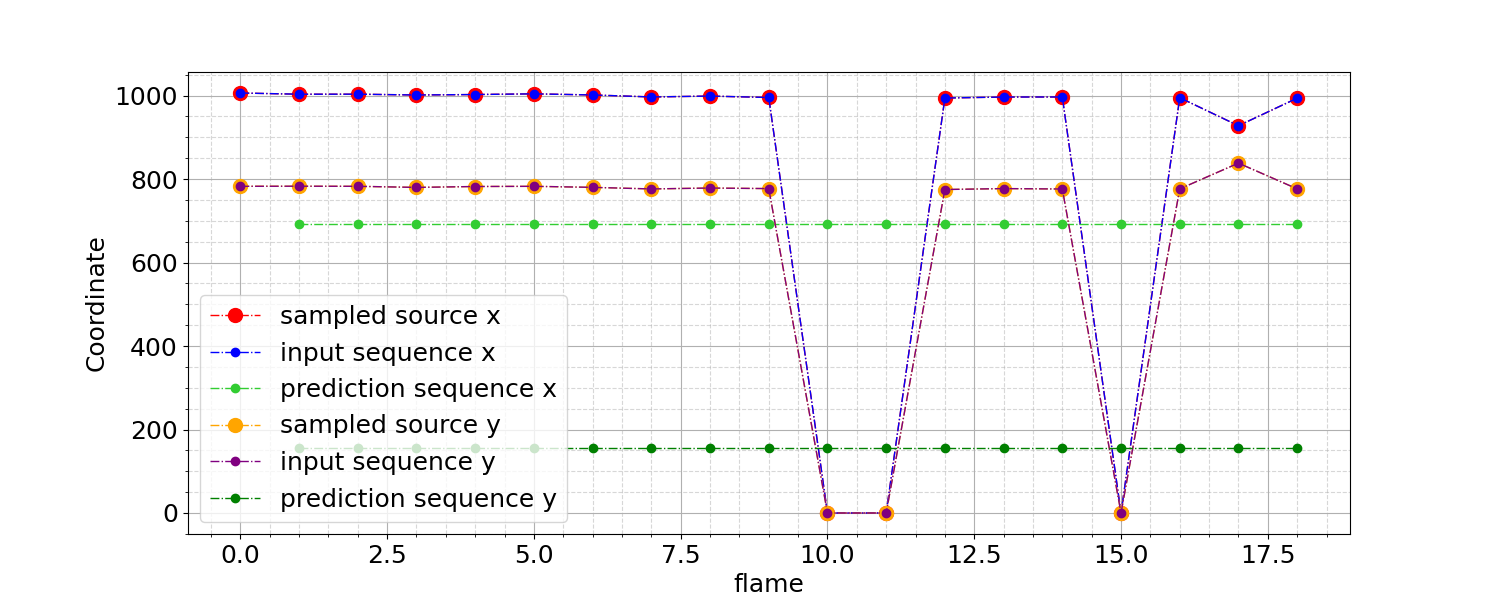 1000
800
600
400
200
0
Coordinate
sampled source x
input sequence x
prediction sequence x
sampled source y
input sequence y
prediction sequence y
0.0 2.5 5.0 7.5 10.0 12.5 15.0 17.5
flame